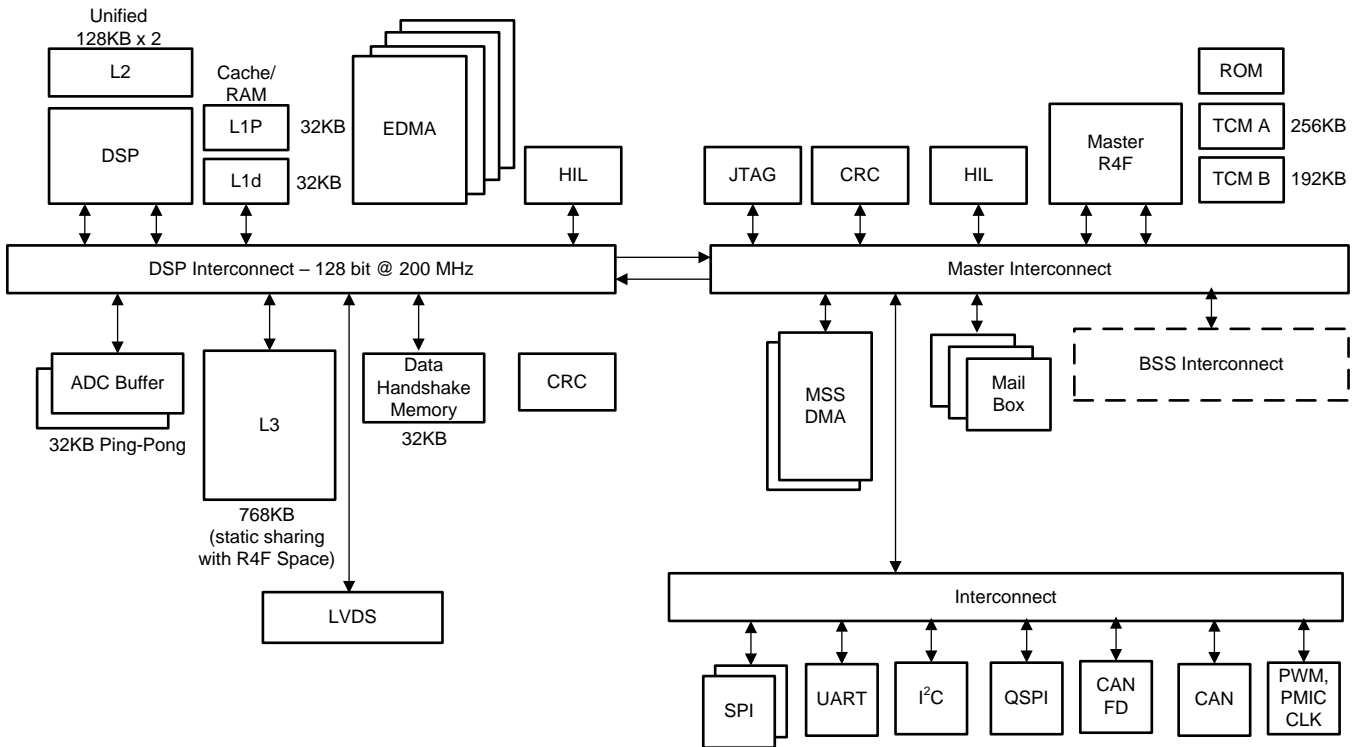 Unified
128KB x 2
L2
Cache/
RAM
DSP
L1P
32KB
L1d
32KB
EDMA
HIL
JTAG
CRC
HIL
Master
R4F
ROM
TCM A
256KB
TCM B
192KB
DSP Interconnect – 128 bit @ 200 MHz
Master Interconnect
ADC Buffer
32KB Ping-Pong
L3
768KB
(static sharing
with R4F Space)
Data
Handshake
Memory
32KB
CRC
LVDS
MSS
DMA
Mail
Box
BSS Interconnect
Interconnect
SPI
UART
I²C
QSPI
CAN
FD
CAN
PWM,
PMIC
CLK